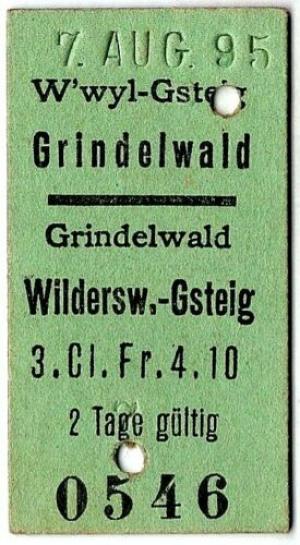 7. AUG. 95
W'wyl-Gsteig
Grindelwald
Grindelwald
Wildersw.-Gsteig
3.Cl.Fr.4.10
2 Tage gültig
0546